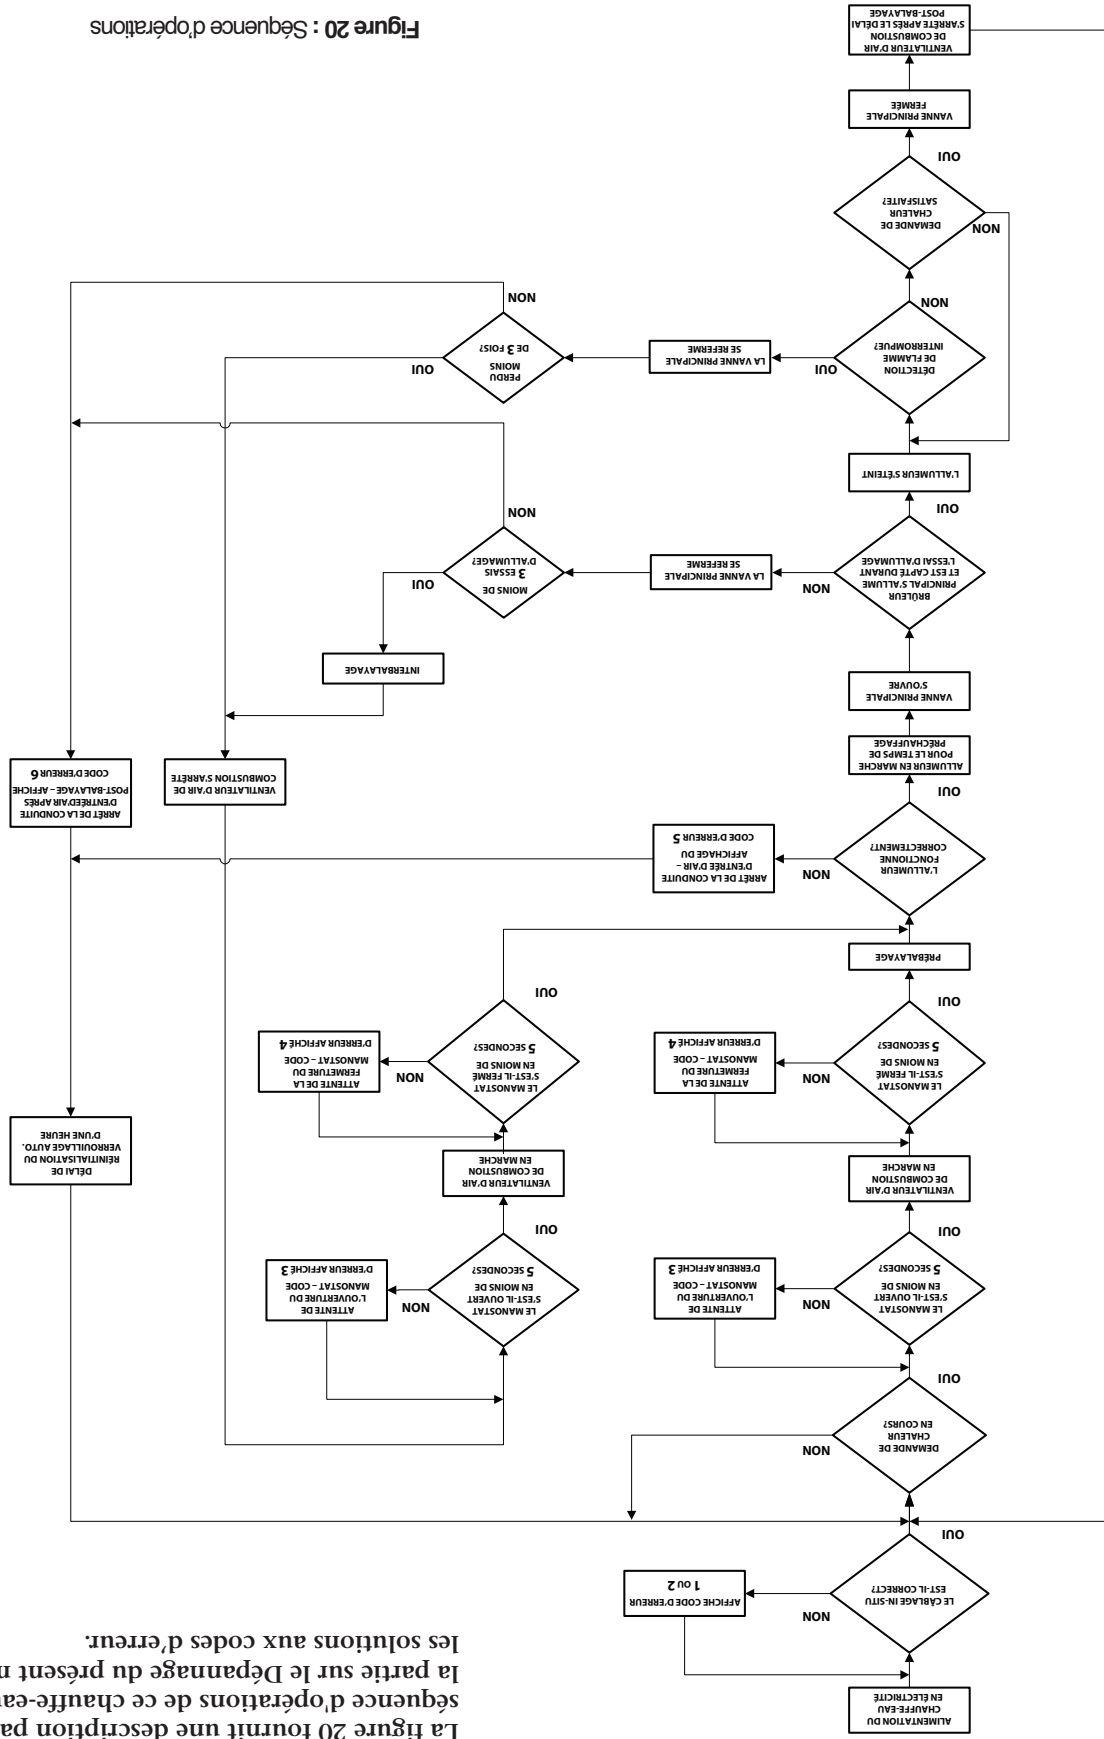 La figure 20 fournit une description
séquence d'opérations de ce chauffe-eau
la partie sur le Dépannage du présent
les solutions aux codes d'erreur.
ALIMENTATION DU
CHAUFFE-EAU
EN ÉLECTRICITÉ
LE CÂBLAGE IN-SITU
EST-IL CORRECT?
NON
AFFICHE CODE D'ERREUR
1 OU 2
OUI
DEMANDE DE
CHALEUR
EN COURS?
NON
OUI
LE MANOSTAT
S'EST-IL OUVERT
EN MOINS DE
5 SECONDES?
NON
ATTENTE DE
L'OUVERTURE DU
MANOSTAT – CODE
D'ERREUR AFFICHÉ 3
OUI
VENTILATEUR D'AIR
DE COMBUSTION
EN MARCHE
LE MANOSTAT
S'EST-IL FERMÉ
EN MOINS DE
5 SECONDES?
NON
ATTENTE DE LA
FERMETURE DU
MANOSTAT – CODE
D'ERREUR AFFICHÉ 4
OUI
PRÉBALAYAGE
L'ALLUMEUR
FONCTIONNE
CORRECTEMENT?
NON
ARRÊT DE LA CONDUITE
D'ENTRÉE D'AIR –
AFFICHAGE DU
CODE D'ERREUR 5
OUI
ALLUMEUR EN MARCHE
POUR LE TEMPS DE
PRÉCHAUFFAGE
VANNE PRINCIPALE
S'OUVRE
BRÛLEUR
PRINCIPAL S'ALLUME
ET EST CAPTÉ DURANT
L'ESSAI D'ALLUMAGE
NON
LA VANNE PRINCIPALE
SE REFERME
MOINS DE
3 ESSAIS
D'ALLUMAGE?
OUI
NON
INTERBALAYAGE
OUI
L'ALLUMEUR S'ÉTEINT
DÉTECTION
DE FLAMME
INTERROMPUE?
OUI
LA VANNE PRINCIPALE
SE REFERME
PERDU
MOINS
DE 3 FOIS?
OUI
NON
NON
DEMANDE DE
CHALEUR
SATISFAITE?
NON
OUI
VANNE PRINCIPALE
FERMÉE
VENTILATEUR D'AIR
DE COMBUSTION
S'ARRÊTE APRÈS LE DÉLAI
POST-BALAYAGE
LE MANOSTAT
S'EST-IL OUVERT
EN MOINS DE
5 SECONDES?
NON
ATTENTE DE
L'OUVERTURE DU
MANOSTAT – CODE
D'ERREUR AFFICHÉ 3
OUI
VENTILATEUR D'AIR
DE COMBUSTION
EN MARCHE
LE MANOSTAT
S'EST-IL FERMÉ
EN MOINS DE
5 SECONDES?
NON
ATTENTE DE LA
FERMETURE DU
MANOSTAT – CODE
D'ERREUR AFFICHÉ 4
OUI
VENTILATEUR D'AIR DE
COMBUSTION S'ARRÊTE
DÉLAI DE
RÉINITIALISATION DU
VERROUILLAGE AUTO.
D'UNE HEURE
ARRÊT DE LA CONDUITE
D'ENTRÉED'AIR APRÈS
POST-BALAYAGE – AFFICHE
CODE D'ERREUR 6
Figure 20 : Séquence d'opérations